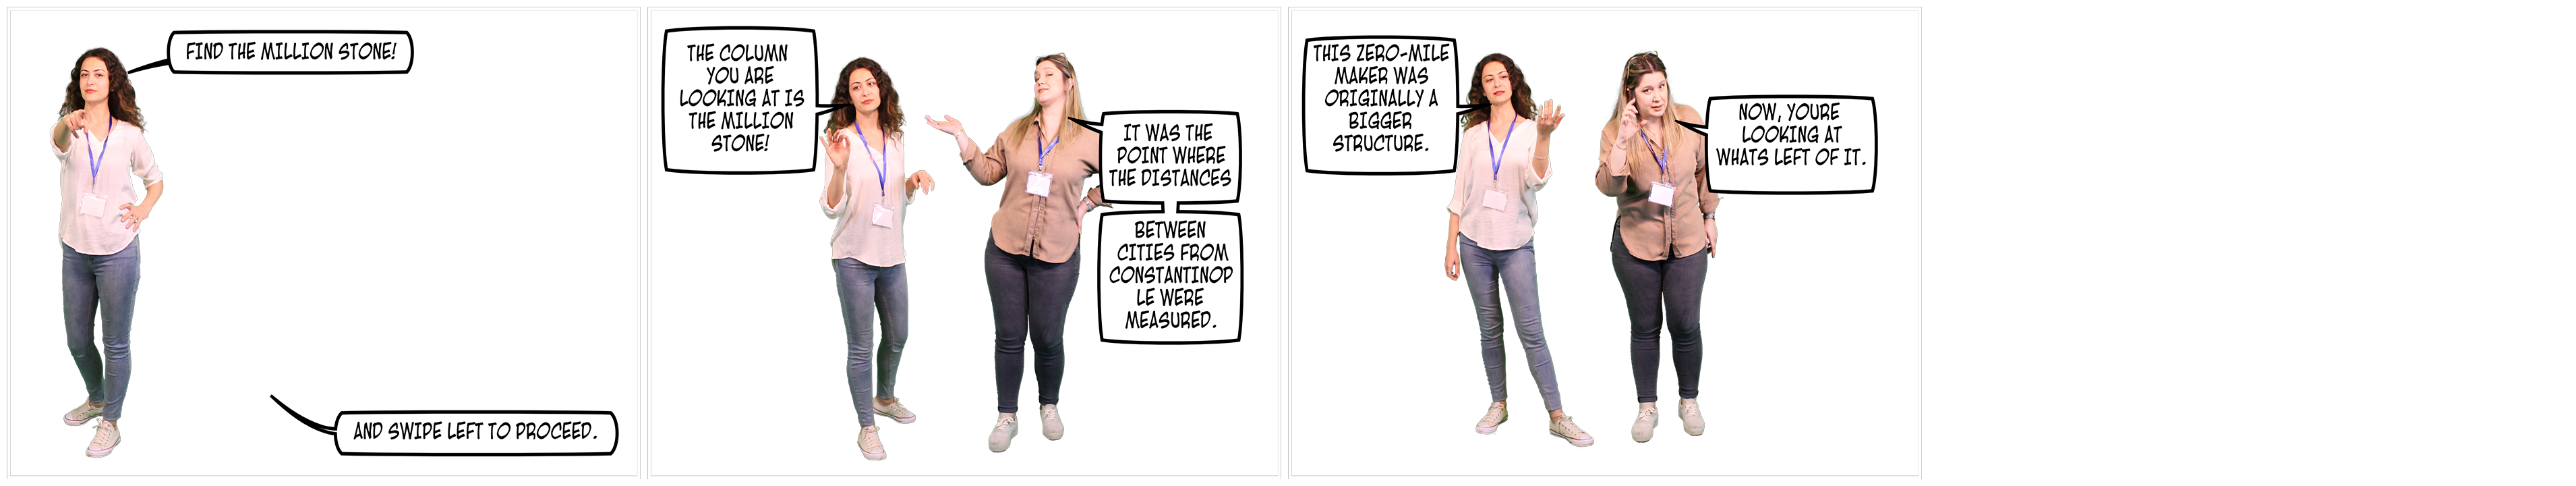 FIND THE MILLION STONE!
AND SWIPE LEFT TO PROCEED.
THE COLUMN
YOU ARE
LOOKING AT IS
THE MILLION
STONE!
IT WAS THE
POINT WHERE
THE DISTANCES
BETWEEN
CITIES FROM
CONSTANTINOP
LE WERE
MEASURED.
THIS ZERO-MILE
MAKER WAS
ORIGINALLY A
BIGGER
STRUCTURE.
NOW, YOURE
LOOKING AT
WHATS LEFT OF IT.